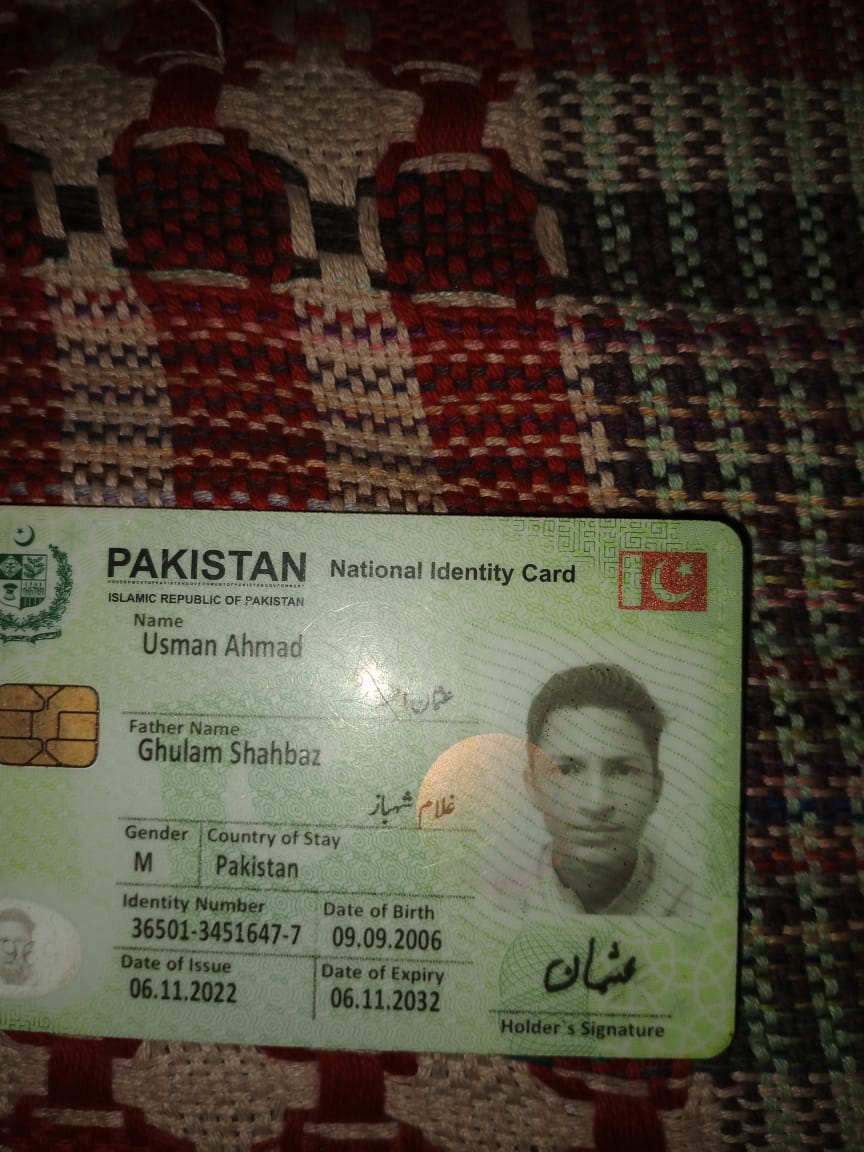 PAKISTAN National Identity Card
ISLAMIC REPUBLIC OF PAKISTAN
Name
Usman Ahmad
عثمان
Father Name
Ghulam Shahbaz
غلام شهباز
Gender Country of Stay
M Pakistan
Identity Number Date of Birth
36501-3451647-7 09.09.2006
Date of Issue Date of Expiry
06.11.2022 06.11.2032
عثمان
Holder`s Signature